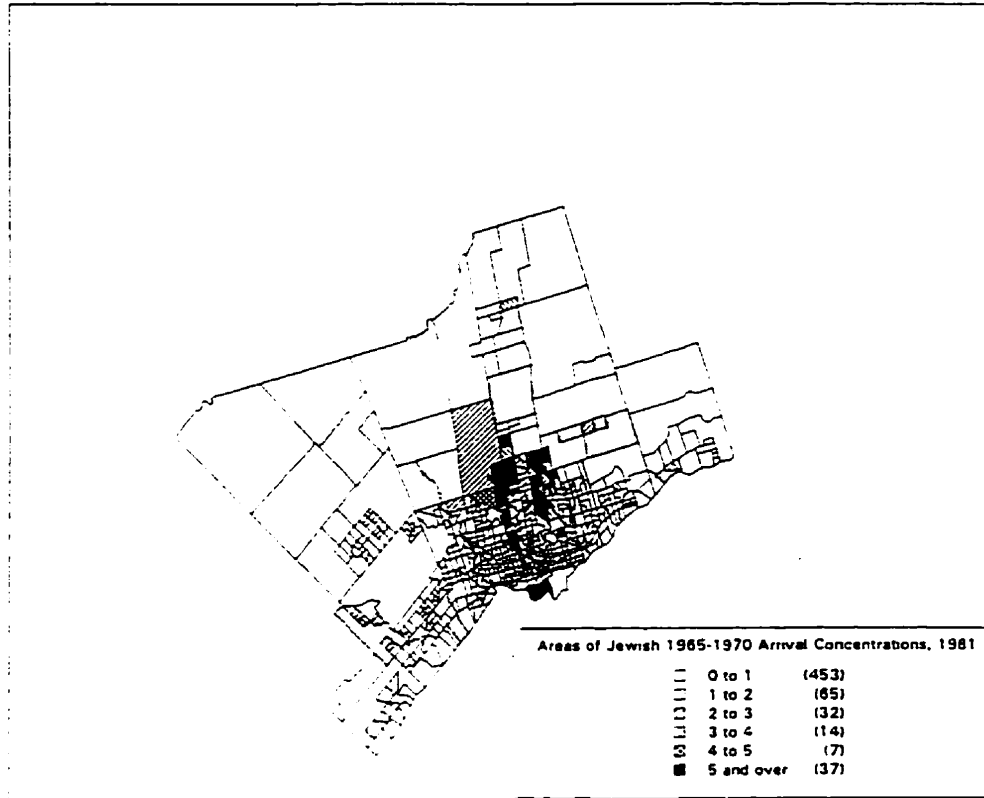 Areas of Jewish 1965-1970 Arrival Concentrations, 1981
0 to 1 (453)
1 to 2 (65)
2 to 3 (32)
3 to 4 (14)
4 to 5 (7)
5 and over (37)